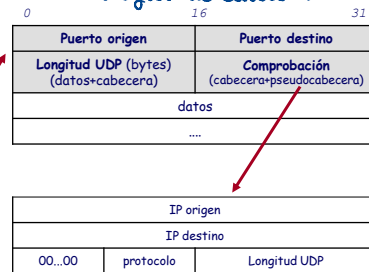 0 16 31
Puerto origen Puerto destino
Longitud UDP (bytes) Comprobación
(datos+cabecera) (cabecera+pseudocabecera)
datos
....
IP origen
IP destino
00...00 protocolo Longitud UDP